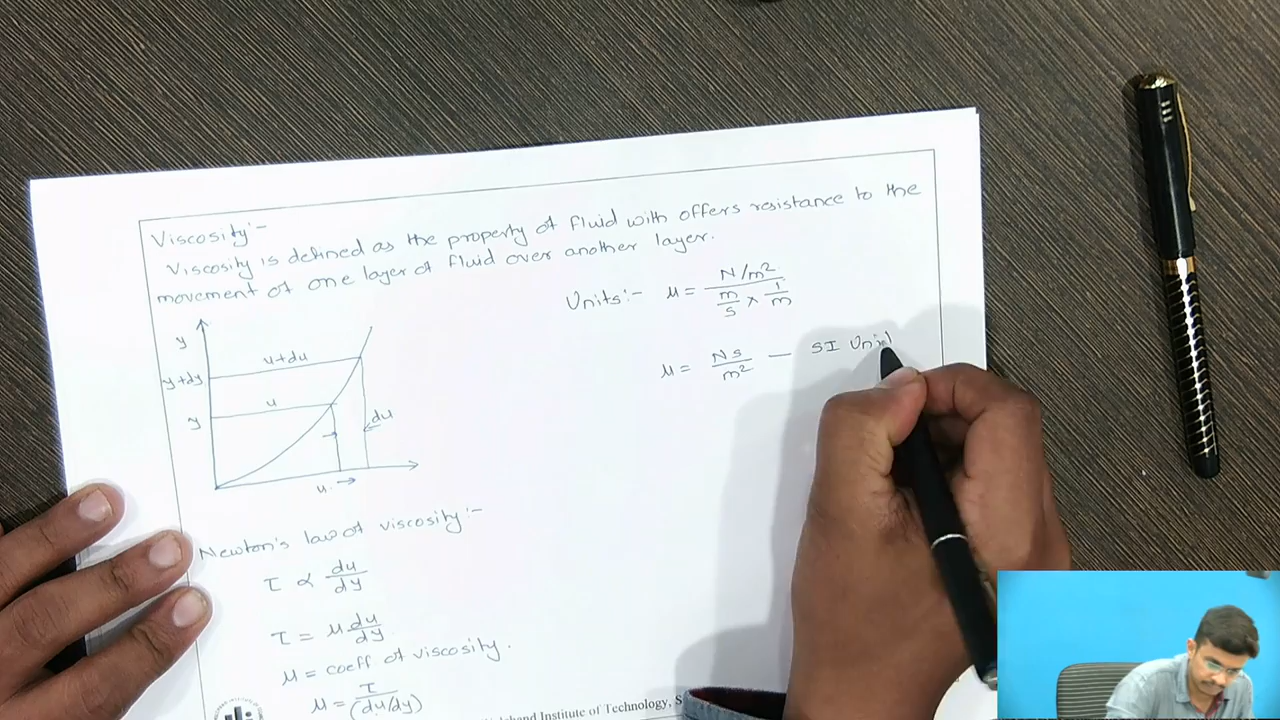 Viscosity:-
Viscosity is defined as the property of fluid with offers resistance to the
movement of one layer of fluid over another layer.
Units:- μ = N/m² / (m/s × 1/m)
μ = Ns/m² — SI Unit
y
u+du
y+dy
u
y
du
u →
Newton's law of viscosity:-
τ ∝ du/dy
τ = μ du/dy
μ = coeff of viscosity.
μ = τ/(du/dy)
Institute of Technology, S